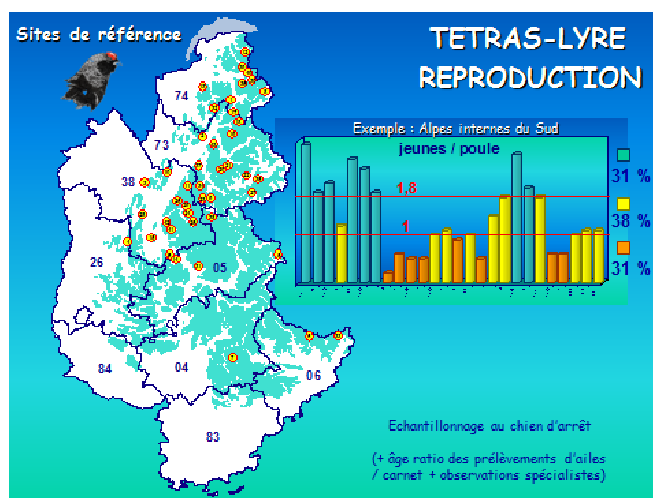 Sites de référence
TETRAS-LYRE
REPRODUCTION
74
73
38
26
05
84
04
06
83
Exemple : Alpes internes du Sud
jeunes / poule
1,8
1
31 %
38 %
31 %
Echantillonnage au chien d'arrêt
(+ âge ratio des prélèvements d'ailes
/ carnet + observations spécialistes)